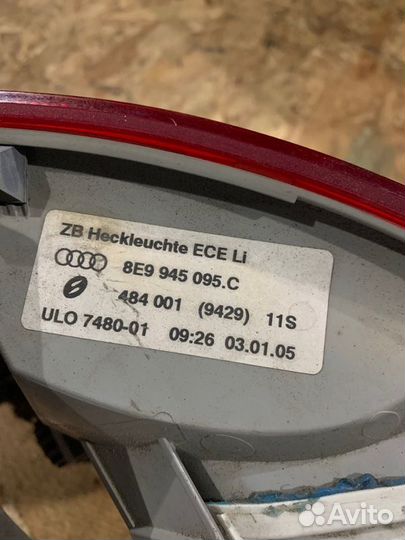 ZB Heckleuchte ECE Li
8E9 945 095.C
484 001 (9429) 11S
ULO 7480-01 09:26 03.01.05
Avito